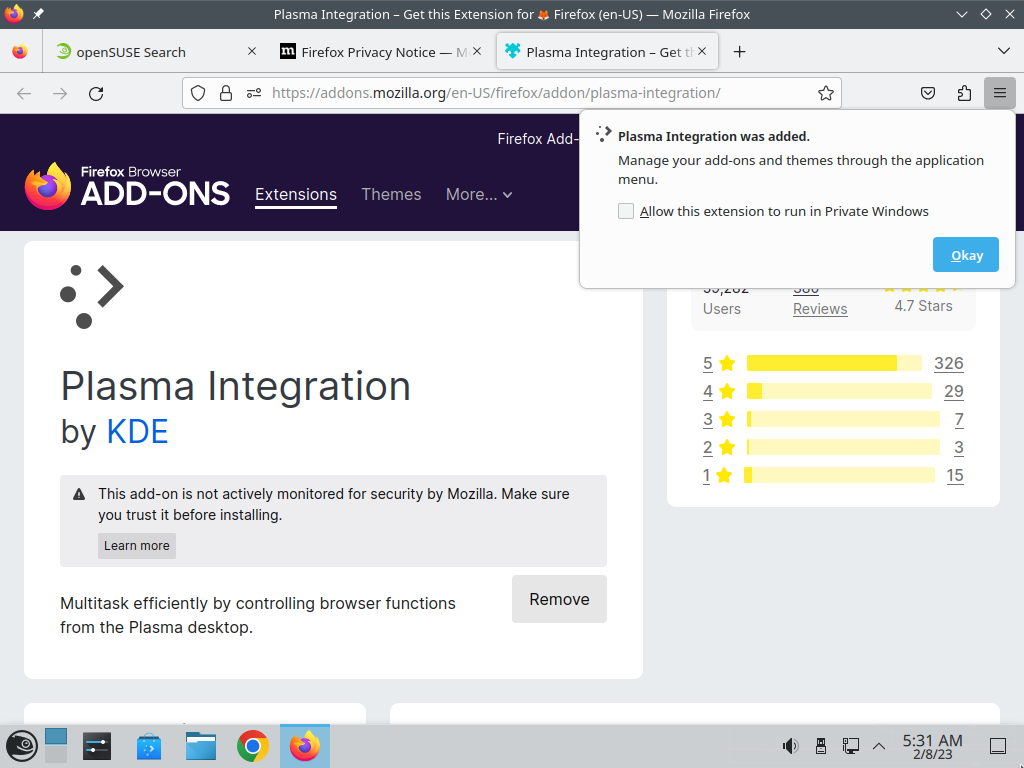 Plasma Integration – Get this Extension for 🦊 Firefox (en-US) — Mozilla Firefox
openSUSE Search
Firefox Privacy Notice — M
Plasma Integration – Get th
https://addons.mozilla.org/en-US/firefox/addon/plasma-integration/
Plasma Integration was added.
Manage your add-ons and themes through the application
menu.
Allow this extension to run in Private Windows
Okay
Firefox Add-
Firefox Browser
ADD-ONS
Extensions
Themes
More...
Users
Reviews
4.7 Stars
Plasma Integration
by KDE
5 326
4 29
3 7
2 3
1 15
This add-on is not actively monitored for security by Mozilla. Make sure
you trust it before installing.
Learn more
Multitask efficiently by controlling browser functions
from the Plasma desktop.
Remove
5:31 AM
2/8/23